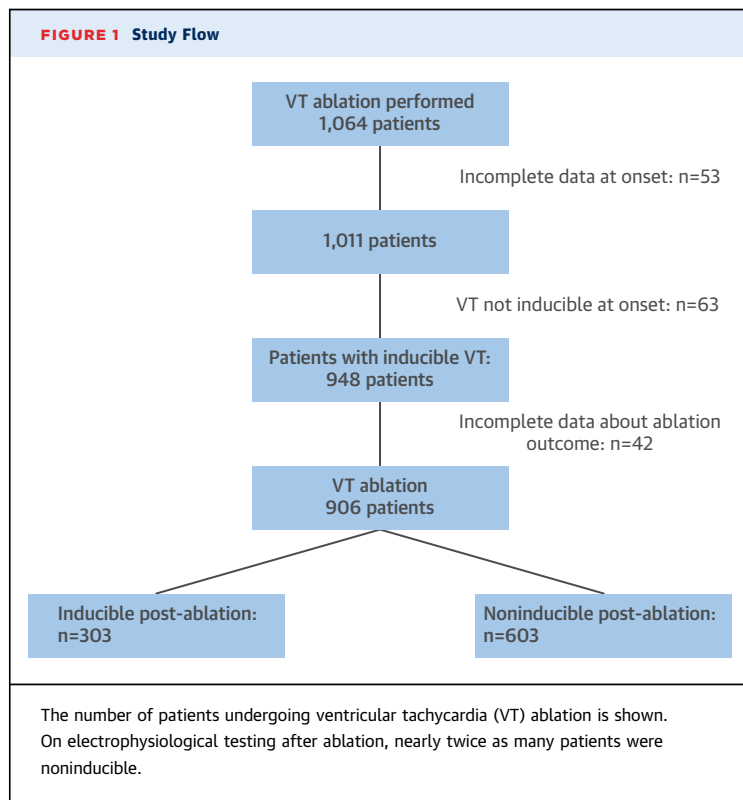 FIGURE 1 Study Flow
VT ablation performed
1,064 patients
Incomplete data at onset: n=53
1,011 patients
VT not inducible at onset: n=63
Patients with inducible VT:
948 patients
Incomplete data about ablation
outcome: n=42
VT ablation
906 patients
Inducible post-ablation:
n=303
Noninducible post-ablation:
n=603
The number of patients undergoing ventricular tachycardia (VT) ablation is shown.
On electrophysiological testing after ablation, nearly twice as many patients were
noninducible.